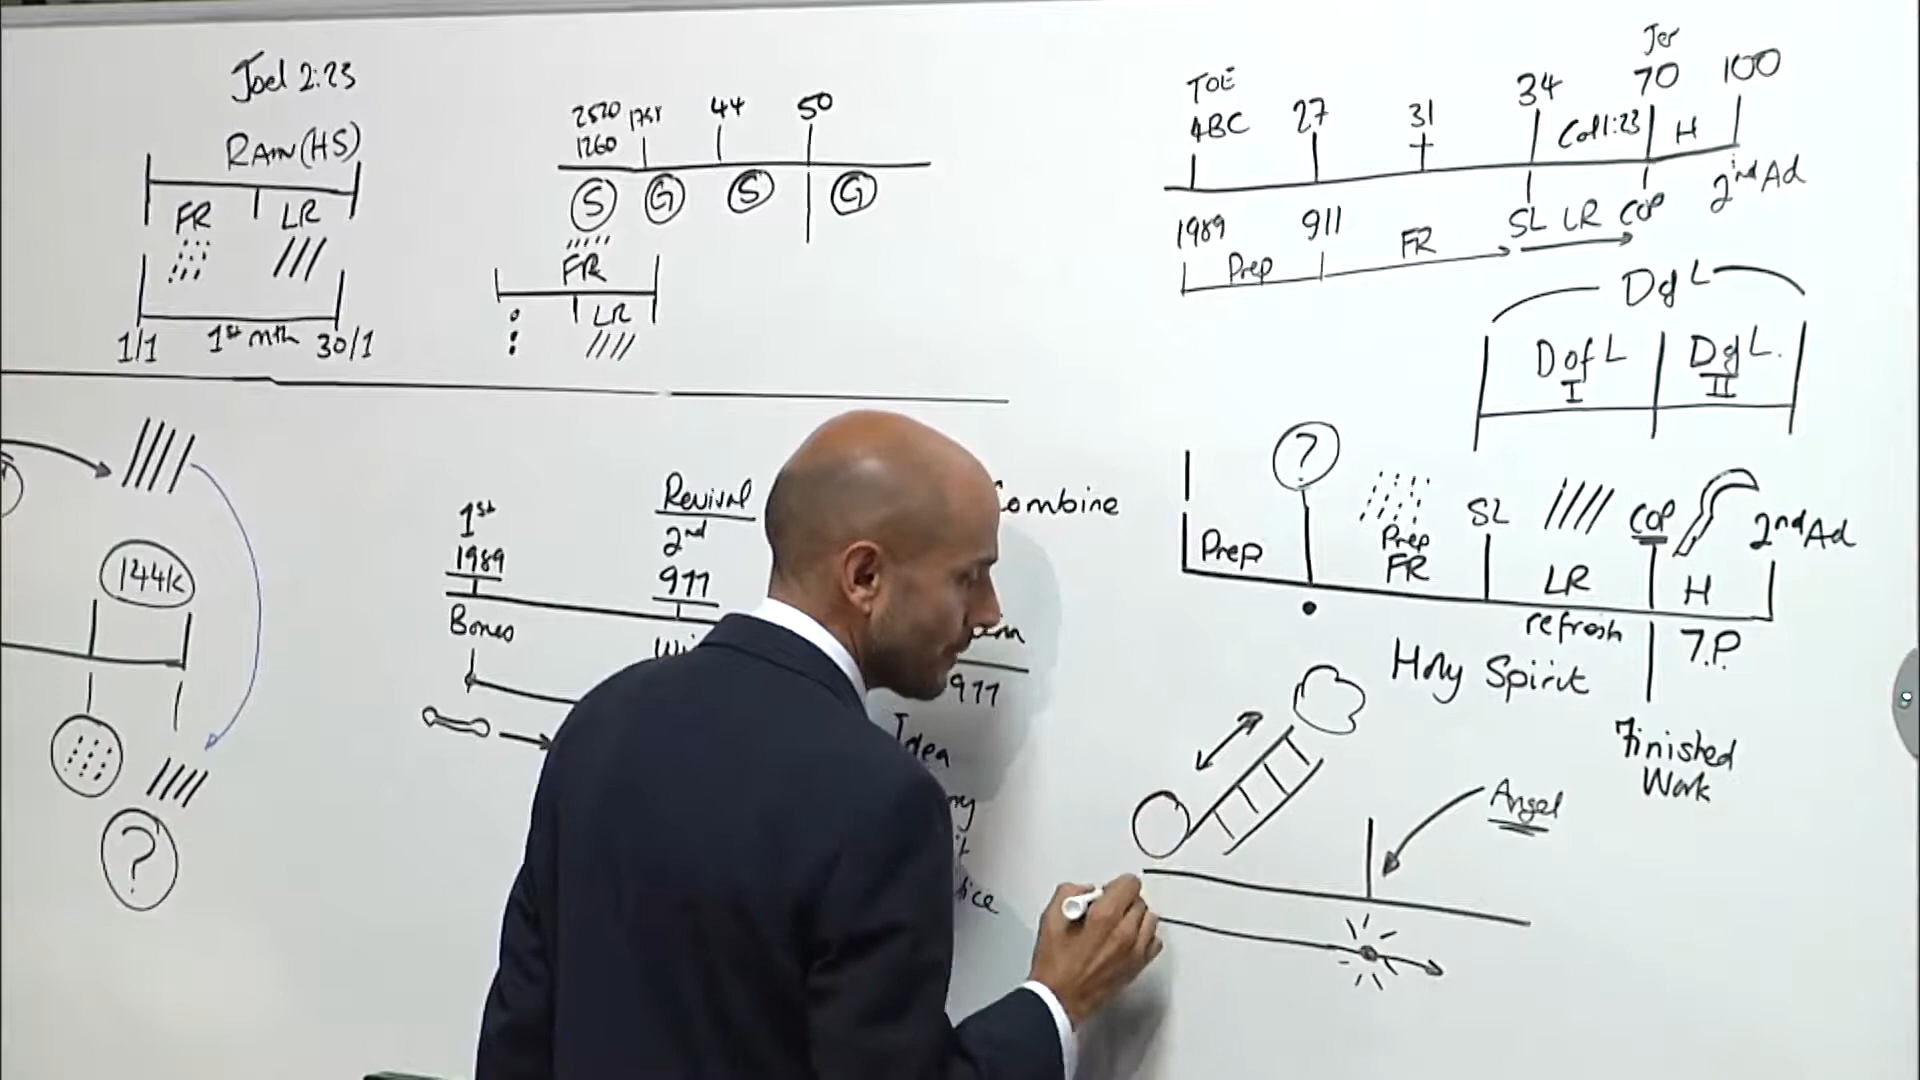 Joel 2:23
RAIN (HS)
FR LR
1/1 1st mth 30/1
2520 1798 44 50
1260
S G S G
FR
LR
Jer
TOE 34 70 100
4BC 27 31 Col 1:23 H
1989 911 FR SL LR COP 2nd Ad
Prep
D of L
D of L D of L
I II
?
Prep Prep SL COP 2nd Ad
FR LR H
refresh 7.P.
Holy Spirit
Finished
Work
Angel
144k
?
1st Revival Combine
1989 2nd
911
Bones
911
Idea